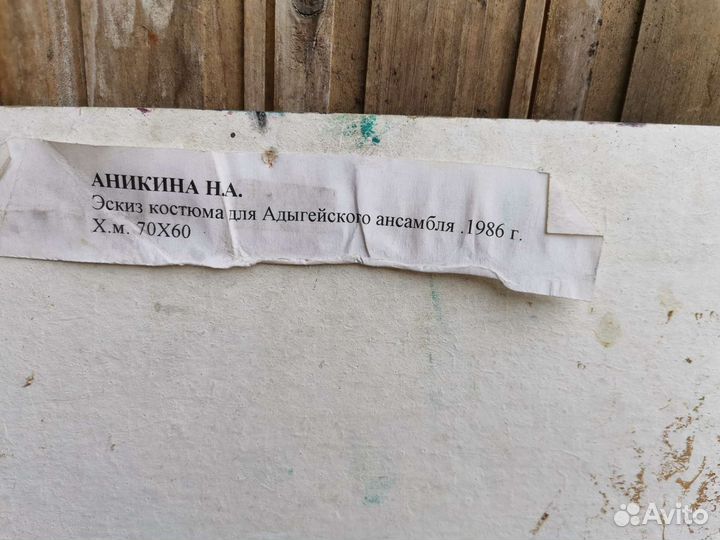 АНИКИНА Н.А.
Эскиз костюма для Адыгейского ансамбля .1986 г.
Х.м. 70Х60
Avito